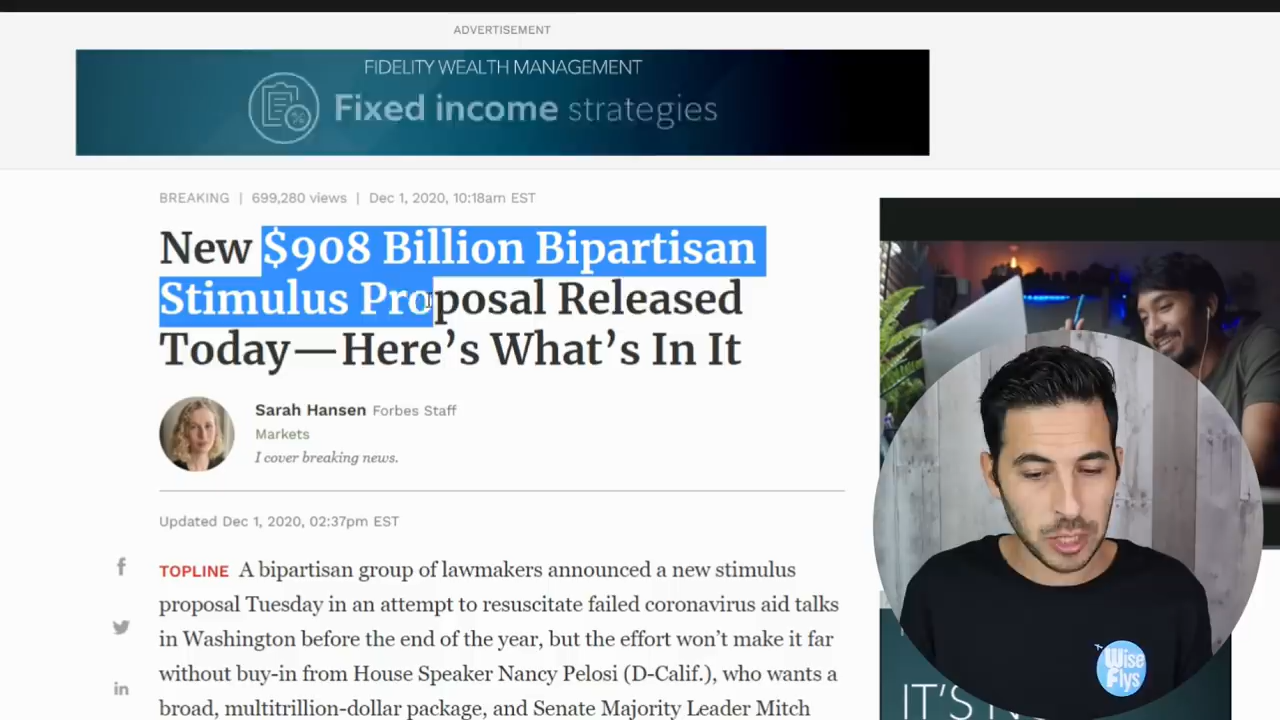 ADVERTISEMENT
FIDELITY WEALTH MANAGEMENT
Fixed income strategies
BREAKING | 699,280 views | Dec 1, 2020, 10:18am EST
New $908 Billion Bipartisan
Stimulus Proposal Released
Today—Here’s What’s In It
Sarah Hansen Forbes Staff
Markets
I cover breaking news.
Updated Dec 1, 2020, 02:37pm EST
TOPLINE A bipartisan group of lawmakers announced a new stimulus
proposal Tuesday in an attempt to resuscitate failed coronavirus aid talks
in Washington before the end of the year, but the effort won’t make it far
without buy-in from House Speaker Nancy Pelosi (D-Calif.), who wants a
broad, multitrillion-dollar package, and Senate Majority Leader Mitch
Wise
Flys
IT'S